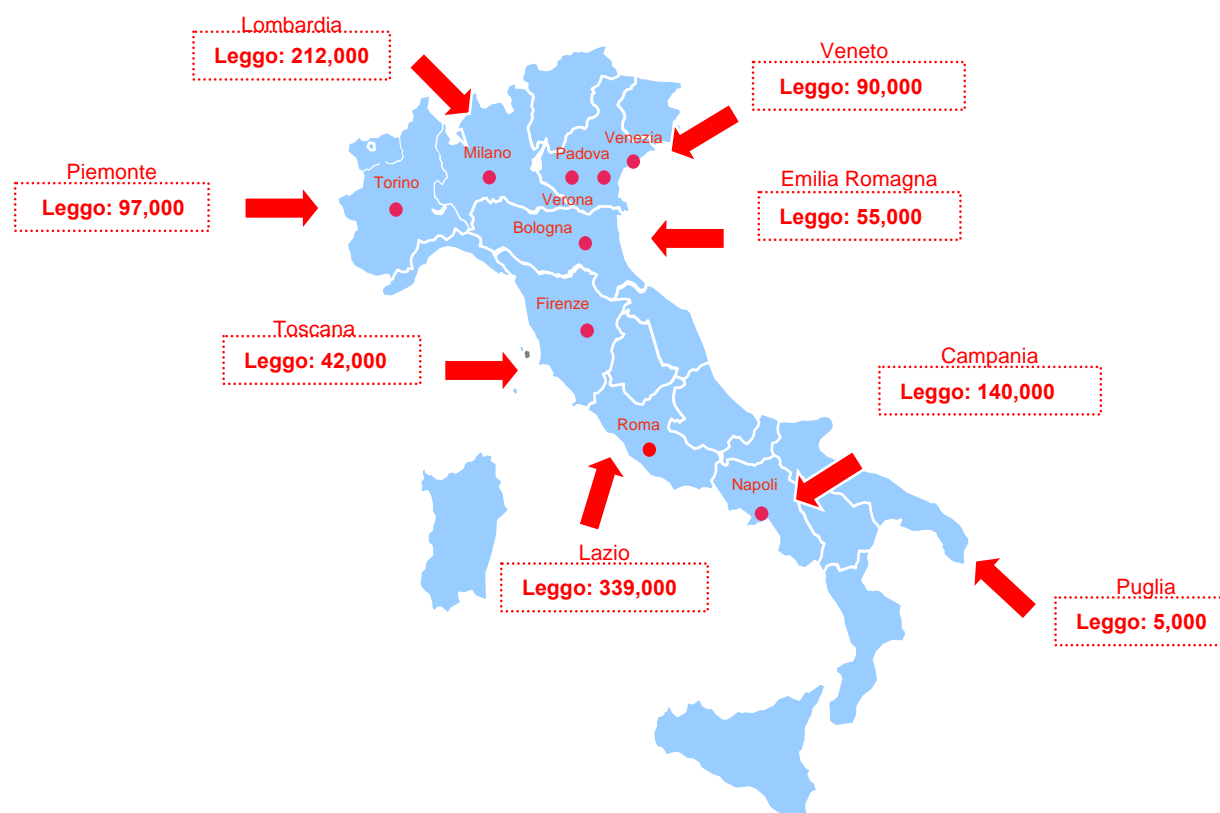 Lombardia
Leggo: 212,000
Veneto
Leggo: 90,000
Venezia
Milano
Padova
Piemonte
Leggo: 97,000
Torino
Verona
Emilia Romagna
Leggo: 55,000
Bologna
Firenze
Toscana
Leggo: 42,000
Campania
Leggo: 140,000
Roma
Napoli
Lazio
Leggo: 339,000
Puglia
Leggo: 5,000